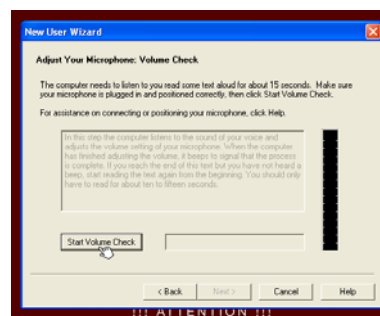 New User Wizard
Adjust Your Microphone: Volume Check
The computer needs to listen to you read some text aloud for about 15 seconds. Make sure
your microphone is plugged in and positioned correctly, then click Start Volume Check.
For assistance on connecting or positioning your microphone, click Help.
In this step the computer listens to the sound of your voice and
adjusts the volume setting of your microphone. When the computer
has finished adjusting the volume, it beeps to signal that the process
is complete. If you reach the end of this text but you have not heard a
beep, start reading the text again from the beginning. You should only
have to read for about ten to fifteen seconds.
Start Volume Check
< Back Next > Cancel Help
!!! ATTENTION !!!